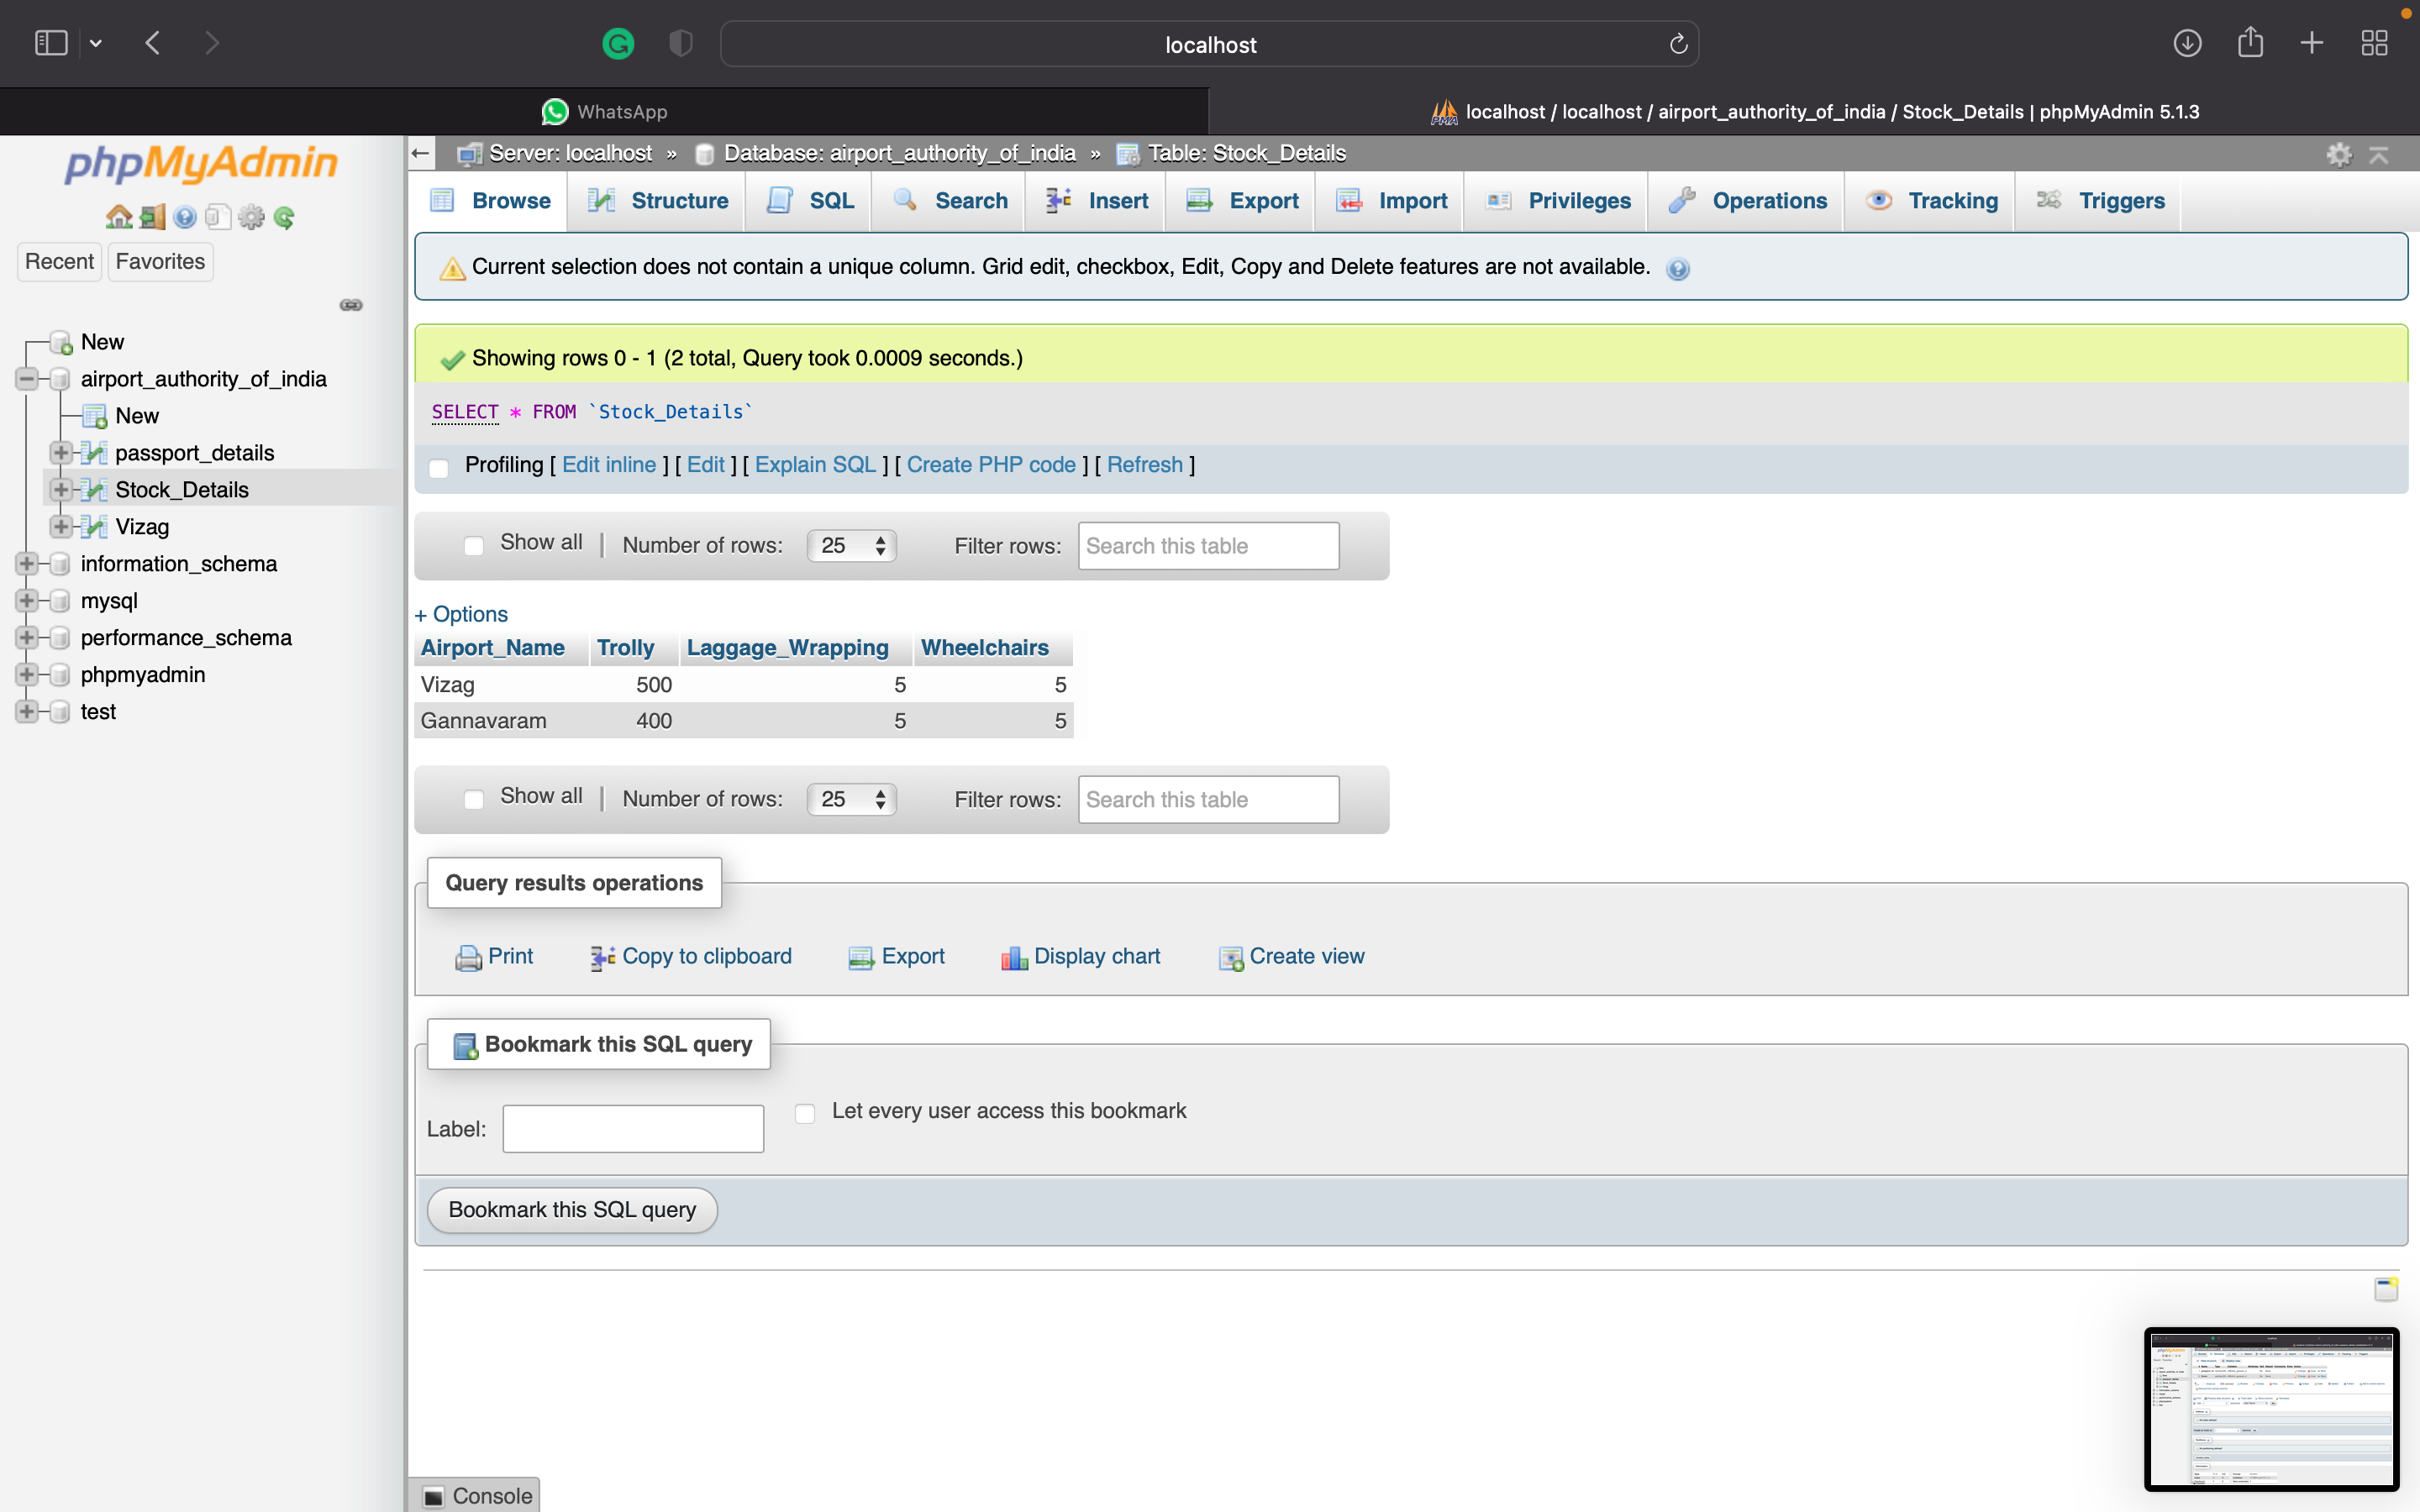 localhost
WhatsApp
localhost / localhost / airport_authority_of_india / Stock_Details | phpMyAdmin 5.1.3
phpMyAdmin
Recent
Favorites
New
airport_authority_of_india
New
passport_details
Stock_Details
Vizag
information_schema
mysql
performance_schema
phpmyadmin
test
Server: localhost » Database: airport_authority_of_india » Table: Stock_Details
Browse Structure SQL Search Insert Export Import Privileges Operations Tracking Triggers
Current selection does not contain a unique column. Grid edit, checkbox, Edit, Copy and Delete features are not available.
Showing rows 0 - 1 (2 total, Query took 0.0009 seconds.)
SELECT * FROM `Stock_Details`
Profiling [ Edit inline ] [ Edit ] [ Explain SQL ] [ Create PHP code ] [ Refresh ]
Show all | Number of rows: 25 Filter rows: Search this table
+ Options
Airport_Name Trolly Laggage_Wrapping Wheelchairs
Vizag 500 5 5
Gannavaram 400 5 5
Show all | Number of rows: 25 Filter rows: Search this table
Query results operations
Print Copy to clipboard Export Display chart Create view
Bookmark this SQL query
Label:
Let every user access this bookmark
Bookmark this SQL query
Console